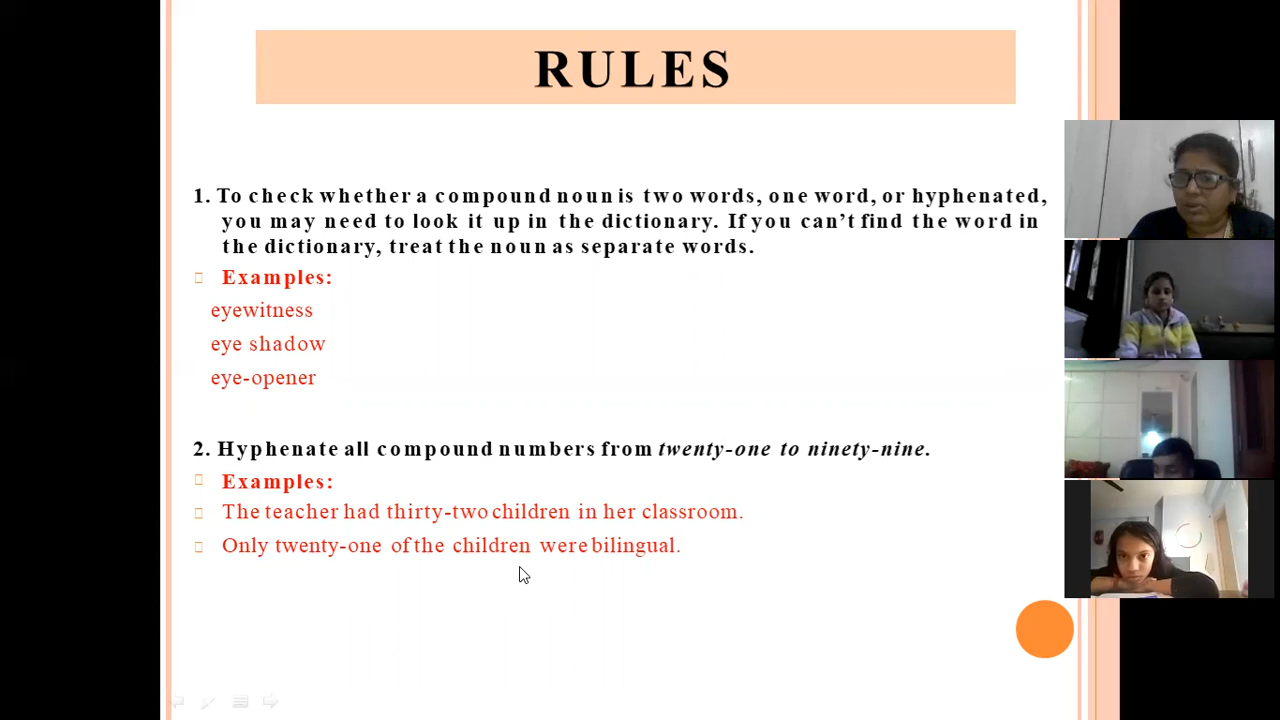 RULES
1. To check whether a compound noun is two words, one word, or hyphenated,
you may need to look it up in the dictionary. If you can’t find the word in
the dictionary, treat the noun as separate words.
Examples:
eyewitness
eye shadow
eye-opener
2. Hyphenate all compound numbers from twenty-one to ninety-nine.
Examples:
The teacher had thirty-two children in her classroom.
Only twenty-one of the children were bilingual.